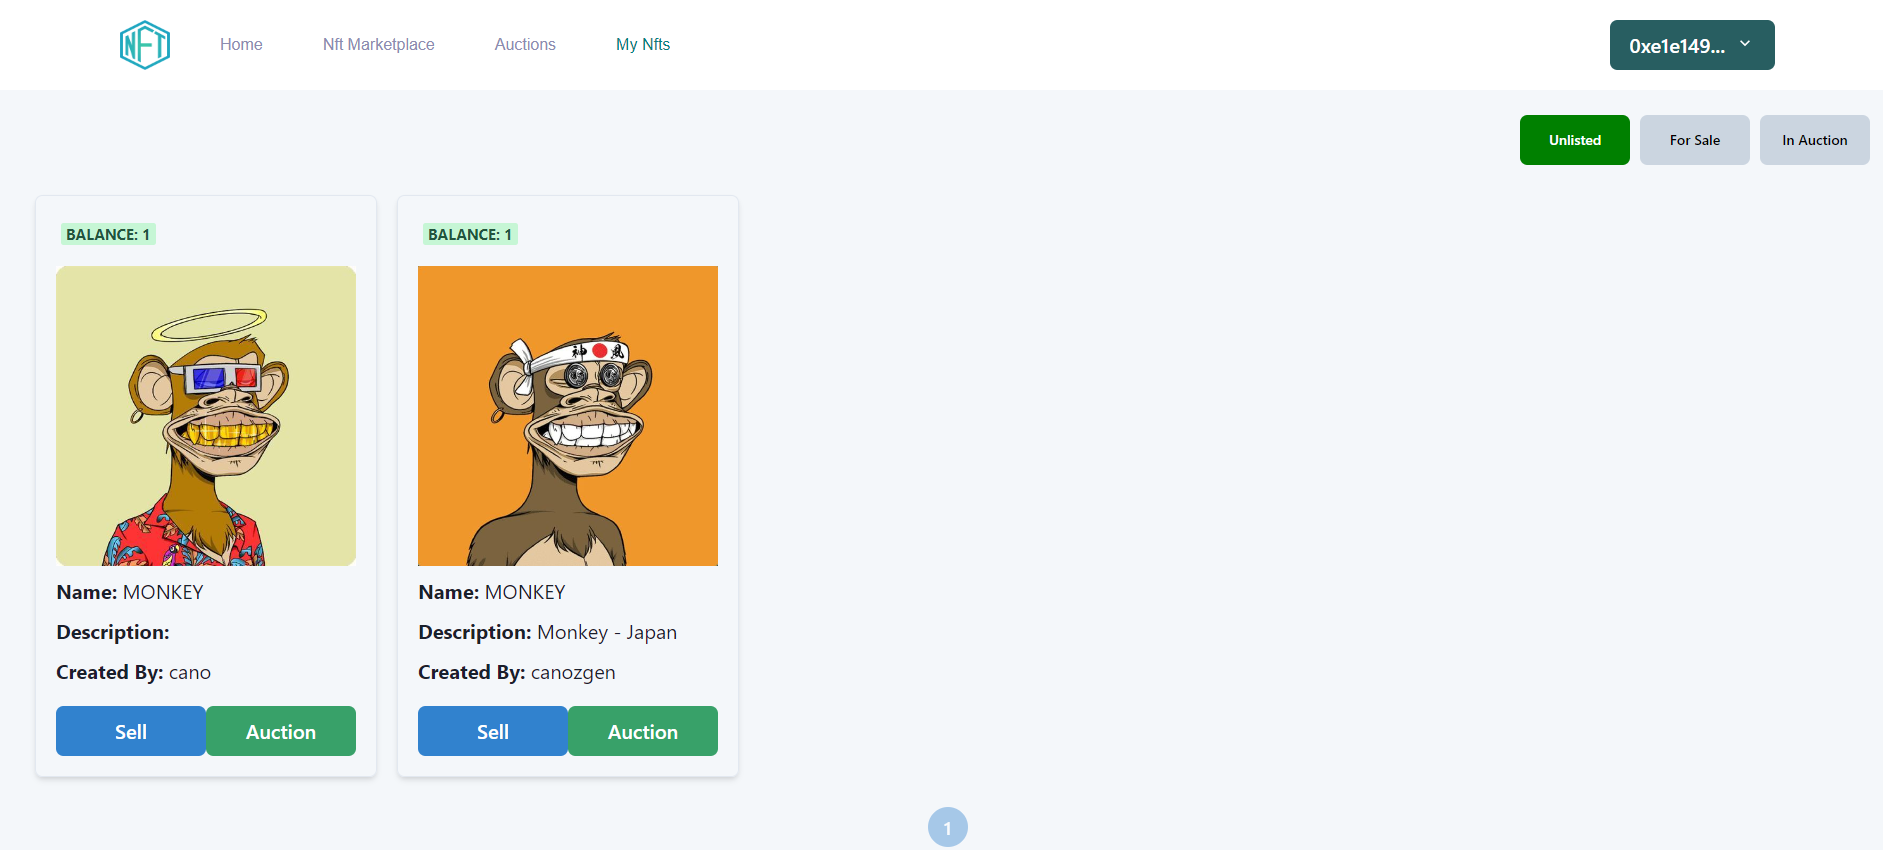 NFT
Home
Nft Marketplace
Auctions
My Nfts
0xe1e149...
Unlisted
For Sale
In Auction
BALANCE: 1
Name: MONKEY
Description:
Created By: cano
Sell
Auction
BALANCE: 1
神風
Name: MONKEY
Description: Monkey - Japan
Created By: canozgen
Sell
Auction
1